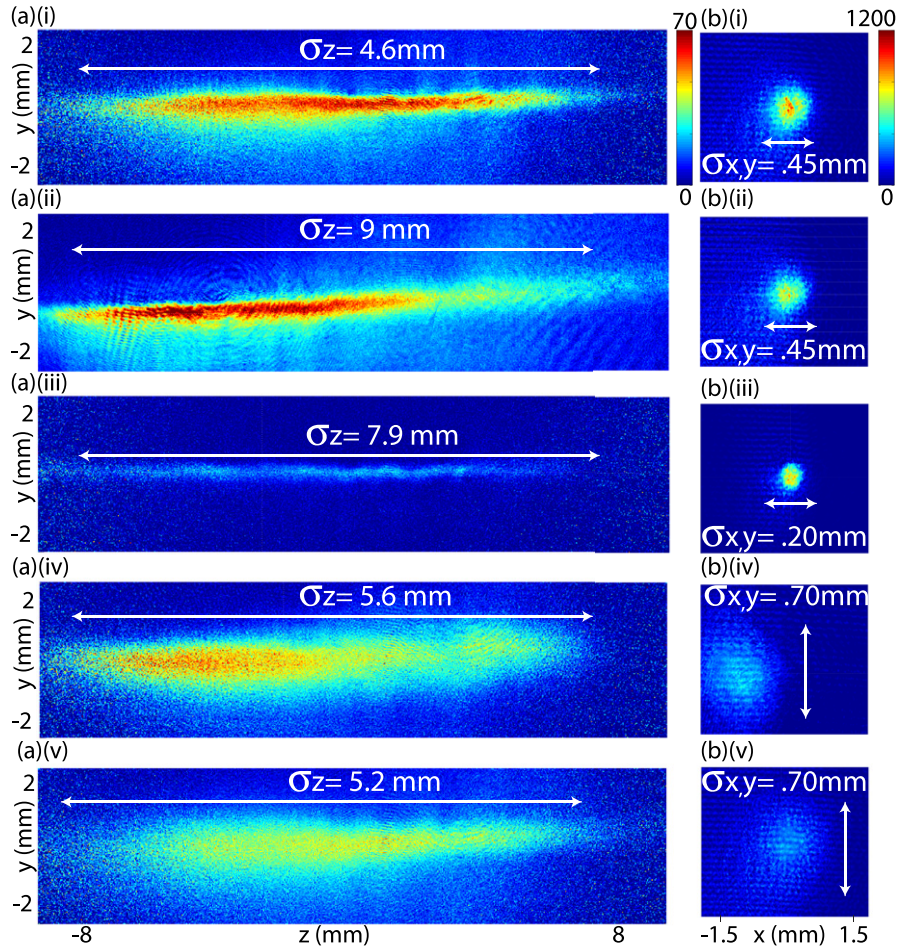 (a)(i)
2
y (mm)
-2
σz= 4.6mm
70
0
(b)(i)
σx,y= .45mm
1200
0
(a)(ii)
2
y (mm)
-2
σz= 9 mm
(b)(ii)
σx,y= .45mm
(a)(iii)
2
y (mm)
-2
σz= 7.9 mm
(b)(iii)
σx,y= .20mm
(a)(iv)
2
y (mm)
-2
σz= 5.6 mm
(b)(iv)
σx,y= .70mm
(a)(v)
2
y (mm)
-2
σz= 5.2 mm
(b)(v)
σx,y= .70mm
-8 z (mm) 8
-1.5 x (mm) 1.5